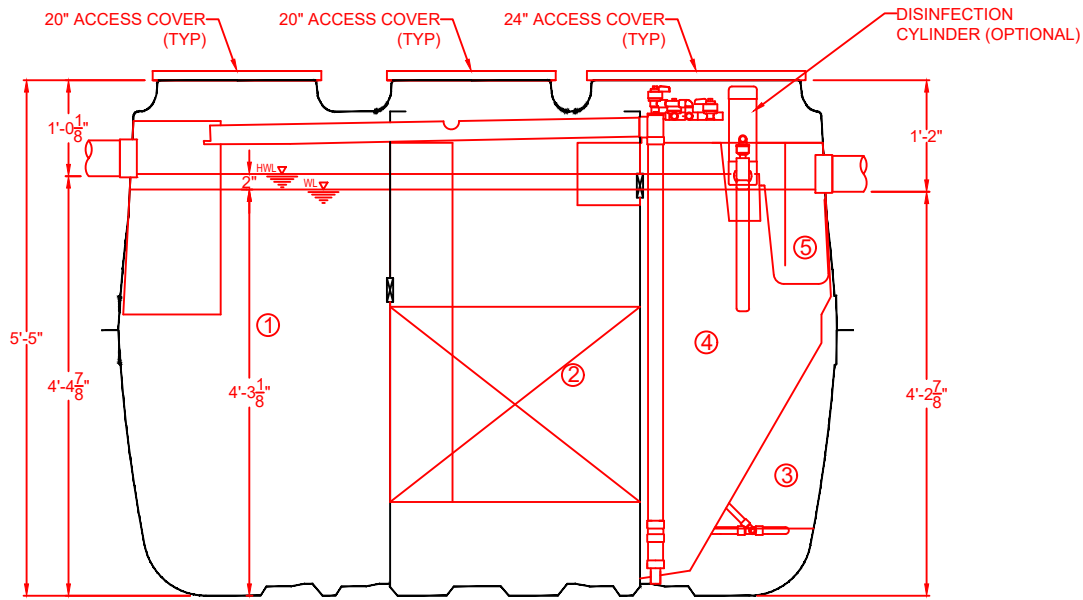 20" ACCESS COVER
(TYP)
20" ACCESS COVER
(TYP)
24" ACCESS COVER
(TYP)
DISINFECTION
CYLINDER (OPTIONAL)
1'-0 1/8"
1'-2"
HWL
2"
WL
5
1
4
5'-5"
2
4'-4 7/8"
4'-3 1/8"
4'-2 7/8"
3